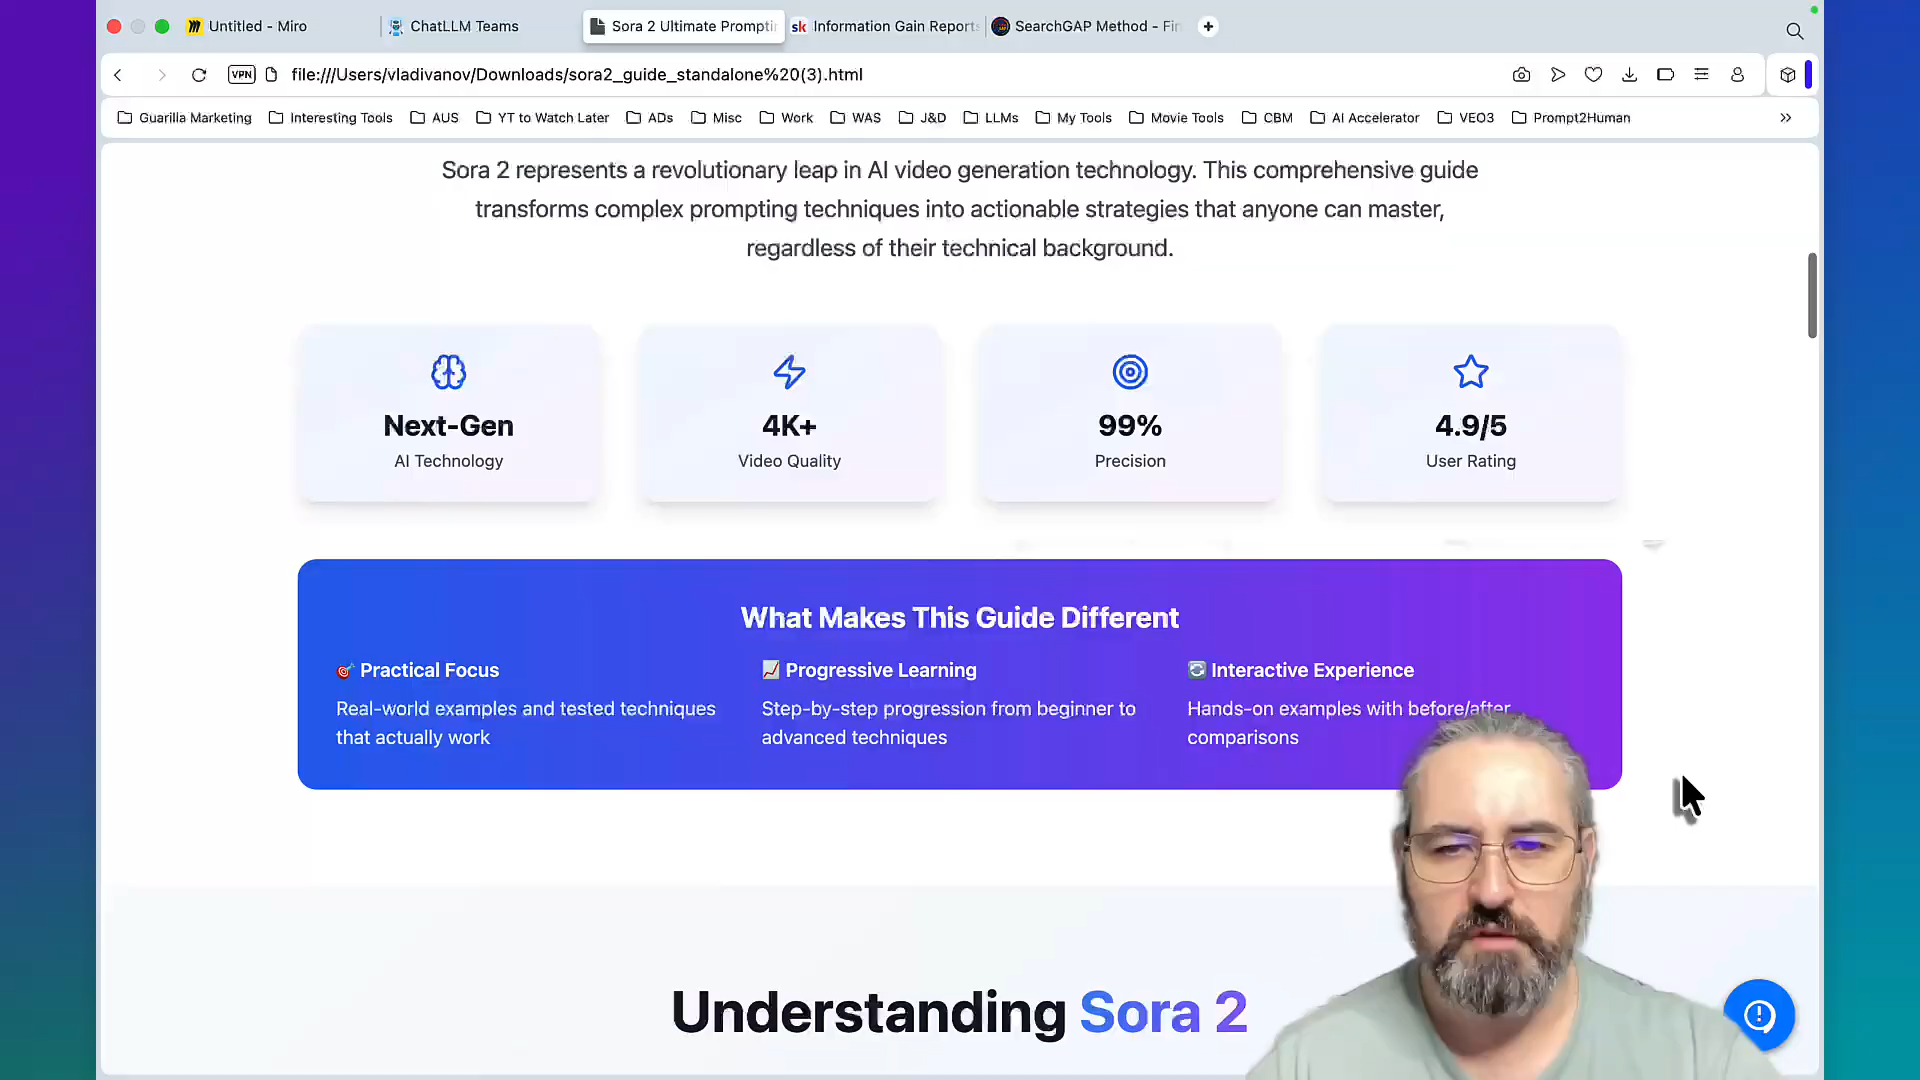 Untitled - Miro
ChatLLM Teams
Sora 2 Ultimate Prompti
sk Information Gain Report
SearchGAP Method - Fi
VPN
file:///Users/vladivanov/Downloads/sora2_guide_standalone%20(3).html
Guarilla Marketing
Interesting Tools
AUS
YT to Watch Later
ADs
Misc
Work
WAS
J&D
LLMs
My Tools
Movie Tools
CBM
AI Accelerator
VEO3
Prompt2Human
Sora 2 represents a revolutionary leap in AI video generation technology. This comprehensive guide
transforms complex prompting techniques into actionable strategies that anyone can master,
regardless of their technical background.
Next-Gen
AI Technology
4K+
Video Quality
99%
Precision
4.9/5
User Rating
What Makes This Guide Different
Practical Focus
Real-world examples and tested techniques
that actually work
Progressive Learning
Step-by-step progression from beginner to
advanced techniques
Interactive Experience
Hands-on examples with before/after
comparisons
Understanding Sora 2